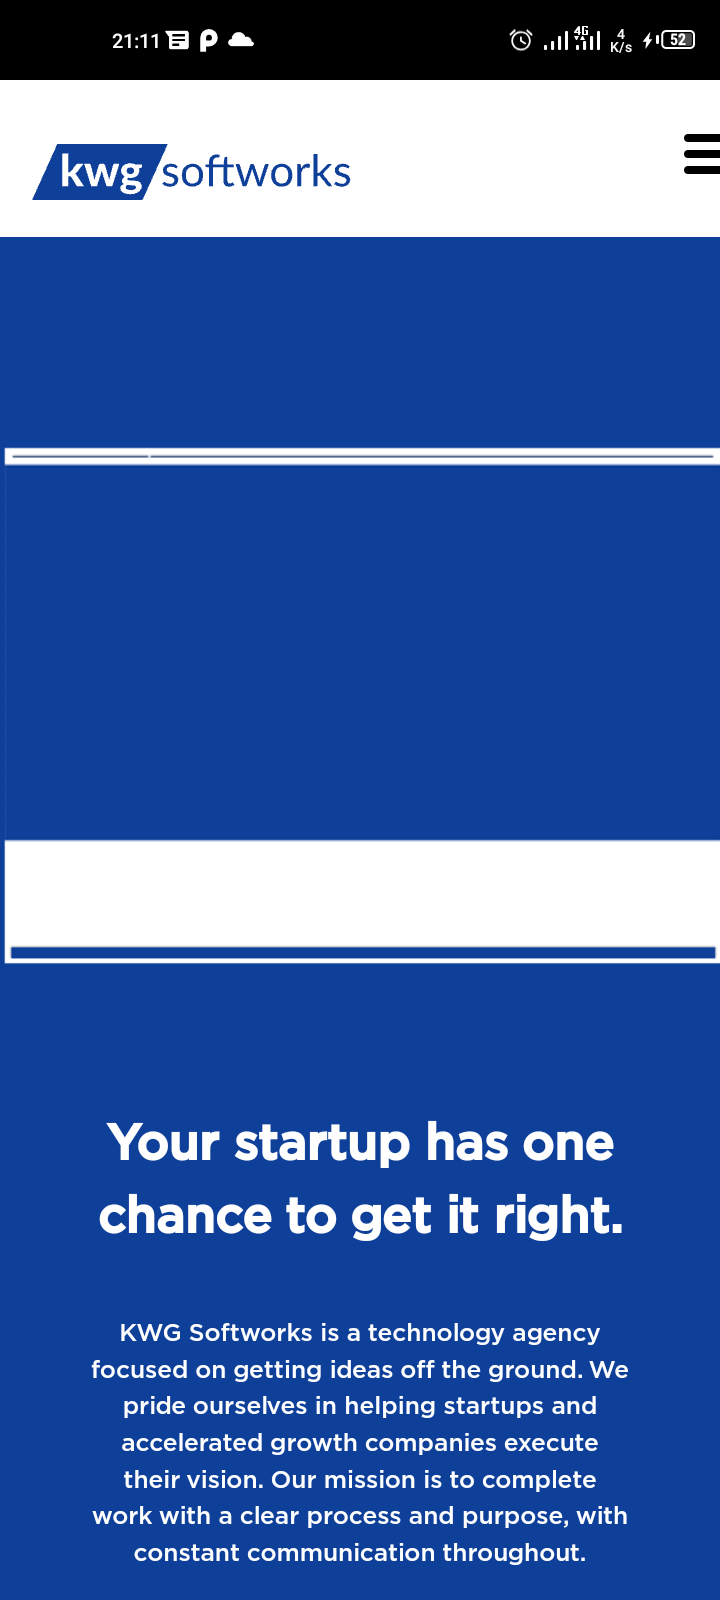 21:11 4G 4 K/s 52
kwg softworks
Your startup has one
chance to get it right.
KWG Softworks is a technology agency
focused on getting ideas off the ground. We
pride ourselves in helping startups and
accelerated growth companies execute
their vision. Our mission is to complete
work with a clear process and purpose, with
constant communication throughout.